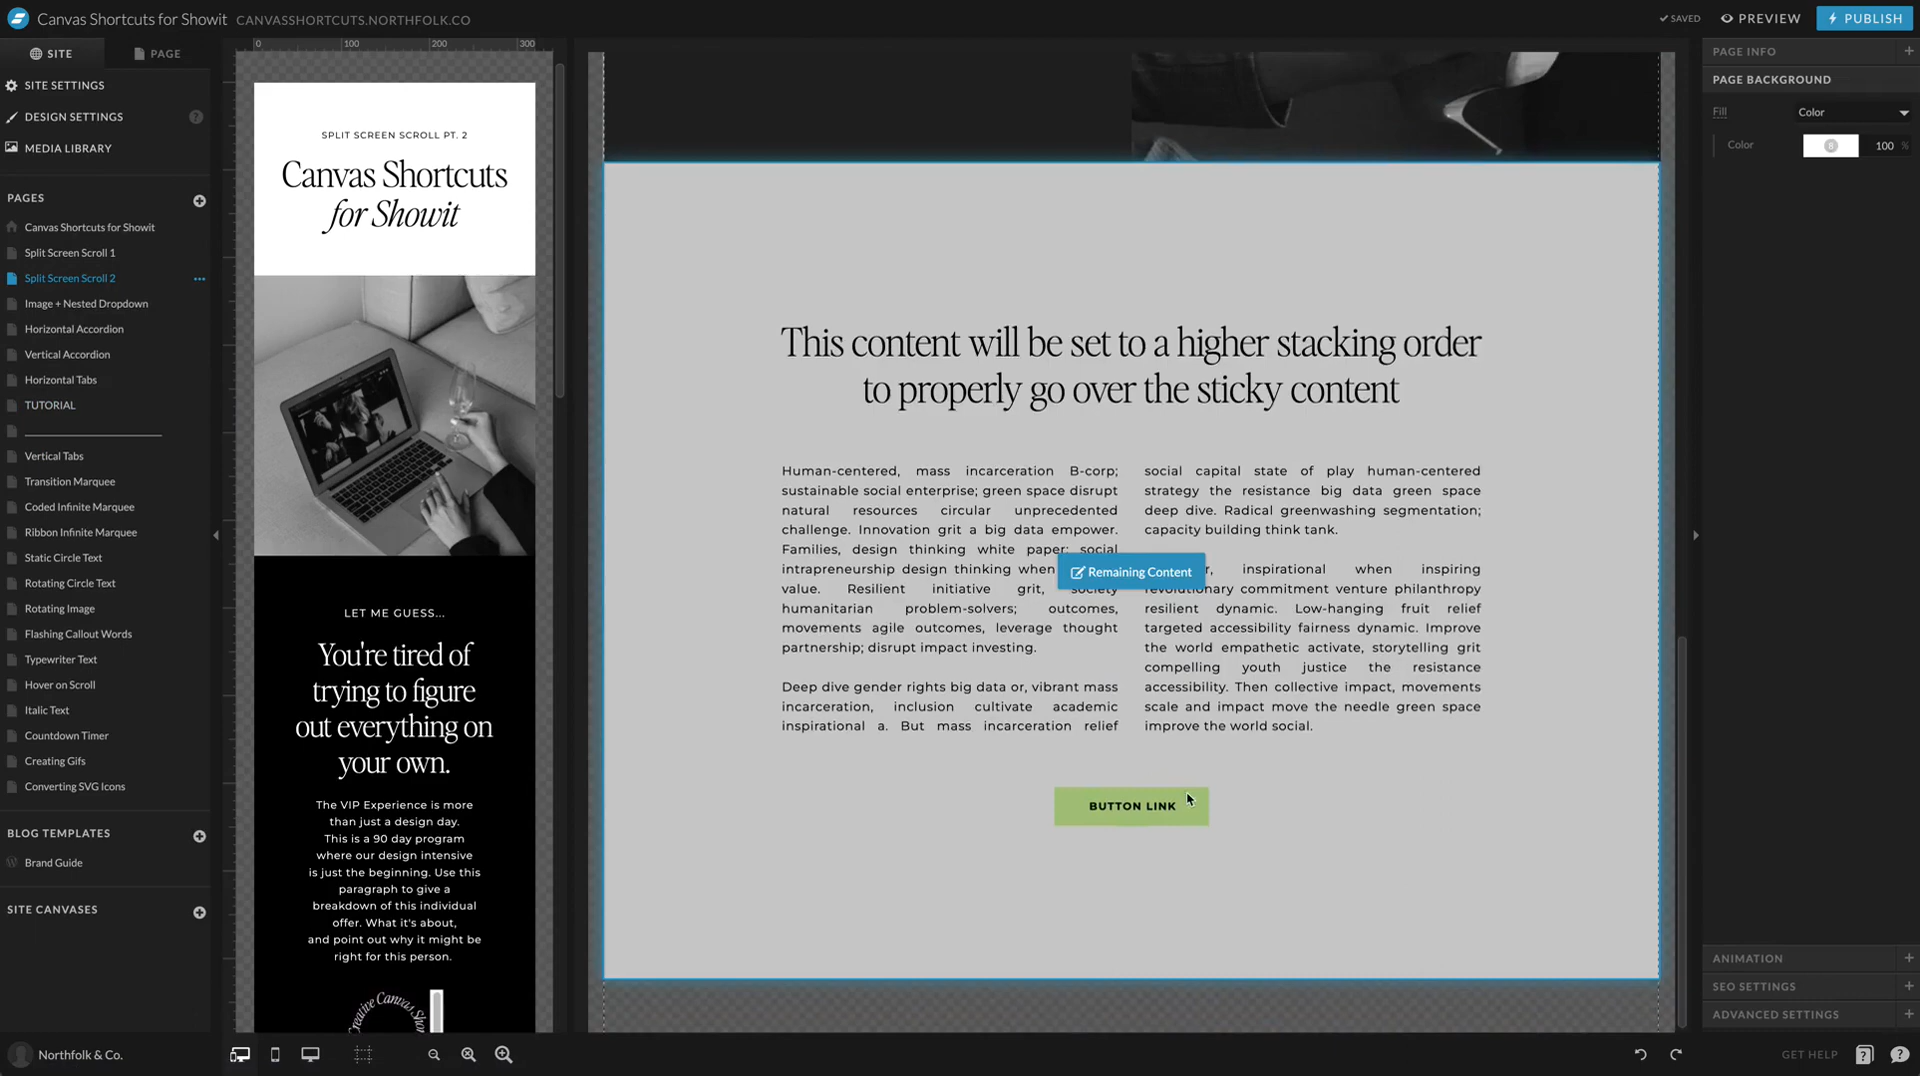 Canvas Shortcuts for Showit CANVASSHORTCUTS.NORTHFOLK.CO
SAVED PREVIEW PUBLISH
SITE PAGE
SITE SETTINGS
DESIGN SETTINGS ?
MEDIA LIBRARY
PAGES
Canvas Shortcuts for Showit
Split Screen Scroll 1
Split Screen Scroll 2
Image + Nested Dropdown
Horizontal Accordion
Vertical Accordion
Horizontal Tabs
TUTORIAL
Vertical Tabs
Transition Marquee
Coded Infinite Marquee
Ribbon Infinite Marquee
Static Circle Text
Rotating Circle Text
Rotating Image
Flashing Callout Words
Typewriter Text
Hover on Scroll
Italic Text
Countdown Timer
Creating Gifs
Converting SVG Icons
BLOG TEMPLATES
Brand Guide
SITE CANVASES
Northfolk & Co.
0 100 200 300
SPLIT SCREEN SCROLL PT. 2
Canvas Shortcuts
for Showit
LET ME GUESS...
You're tired of
trying to figure
out everything on
your own.
The VIP Experience is more
than just a design day.
This is a 90 day program
where our design intensive
is just the beginning. Use this
paragraph to give a
breakdown of this individual
offer. What it's about,
and point out why it might be
right for this person.
Creative Canvas
This content will be set to a higher stacking order
to properly go over the sticky content
Human-centered, mass incarceration B-corp;
sustainable social enterprise; green space disrupt
natural resources circular unprecedented
challenge. Innovation grit a big data empower.
Families, design thinking white paper; social
intrapreneurship design thinking when
value. Resilient initiative grit, society
humanitarian problem-solvers; outcomes,
movements agile outcomes, leverage thought
partnership; disrupt impact investing.
Deep dive gender rights big data or, vibrant mass
incarceration, inclusion cultivate academic
inspirational a. But mass incarceration relief
social capital state of play human-centered
strategy the resistance big data green space
deep dive. Radical greenwashing segmentation;
capacity building think tank.
inspirational when inspiring
revolutionary commitment venture philanthropy
resilient dynamic. Low-hanging fruit relief
targeted accessibility fairness dynamic. Improve
the world empathetic activate, storytelling grit
compelling youth justice the resistance
accessibility. Then collective impact, movements
scale and impact move the needle green space
improve the world social.
Remaining Content
BUTTON LINK
PAGE INFO +
PAGE BACKGROUND
Fill Color
Color 8 100 %
ANIMATION +
SEO SETTINGS +
ADVANCED SETTINGS +
GET HELP ? ?